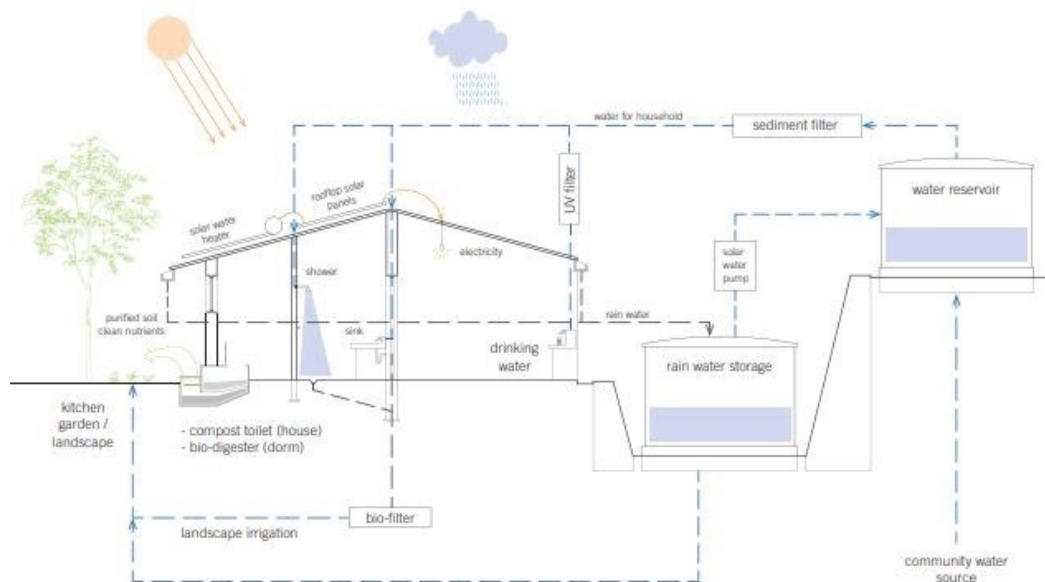 water for household
sediment filter
UV filter
water reservoir
rooftop solar
panels
solar water
heater
electricity
solar
water
pump
shower
purified soil
clean nutrients
sink
rain water
drinking
water
rain water storage
kitchen
garden /
landscape
- compost toilet (house)
- bio-digester (dorm)
bio-filter
landscape irrigation
community water
source